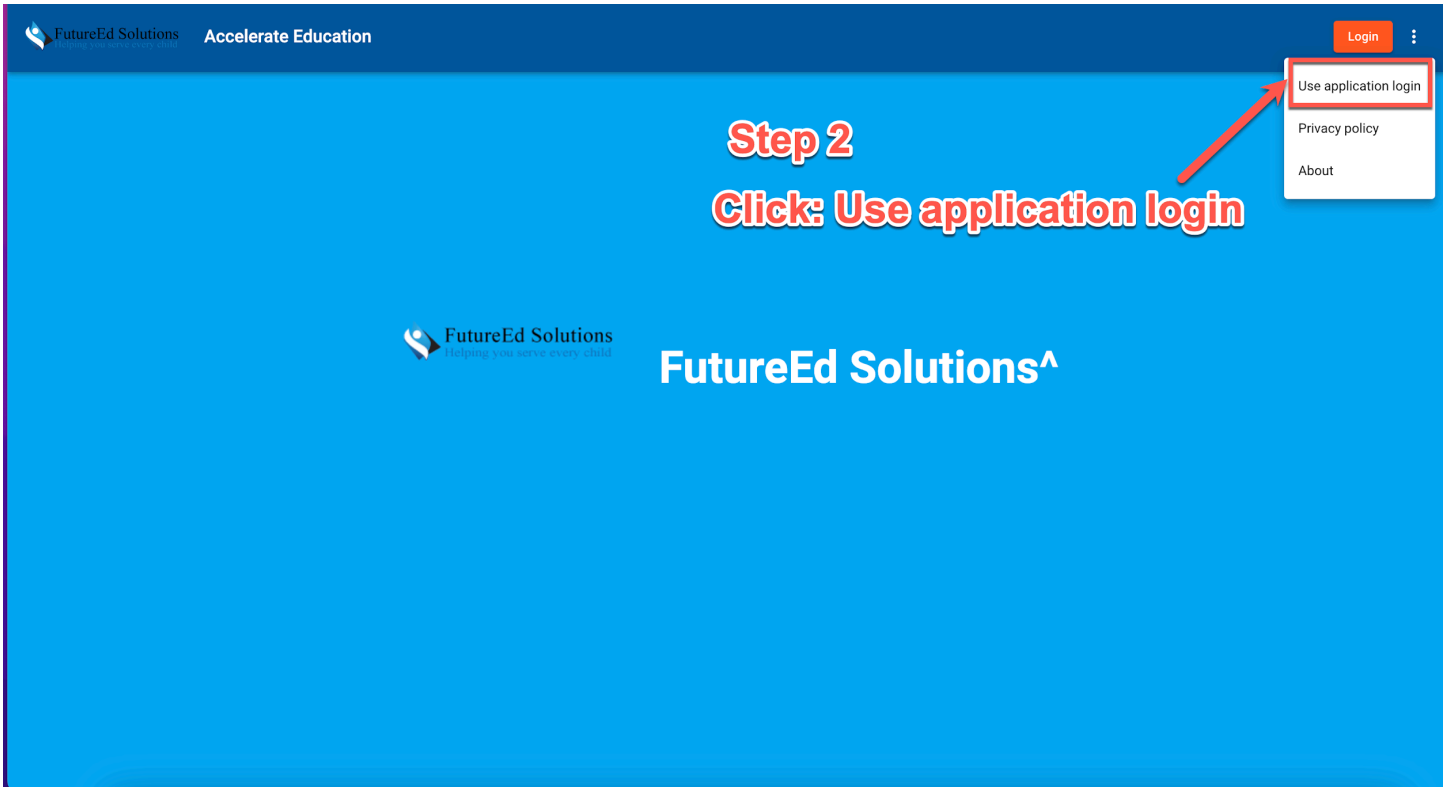 FutureEd Solutions
Helping you serve every child
Accelerate Education
Login
Use application login
Privacy policy
About
Step 2
Click: Use application login
FutureEd Solutions
Helping you serve every child
FutureEd Solutions^